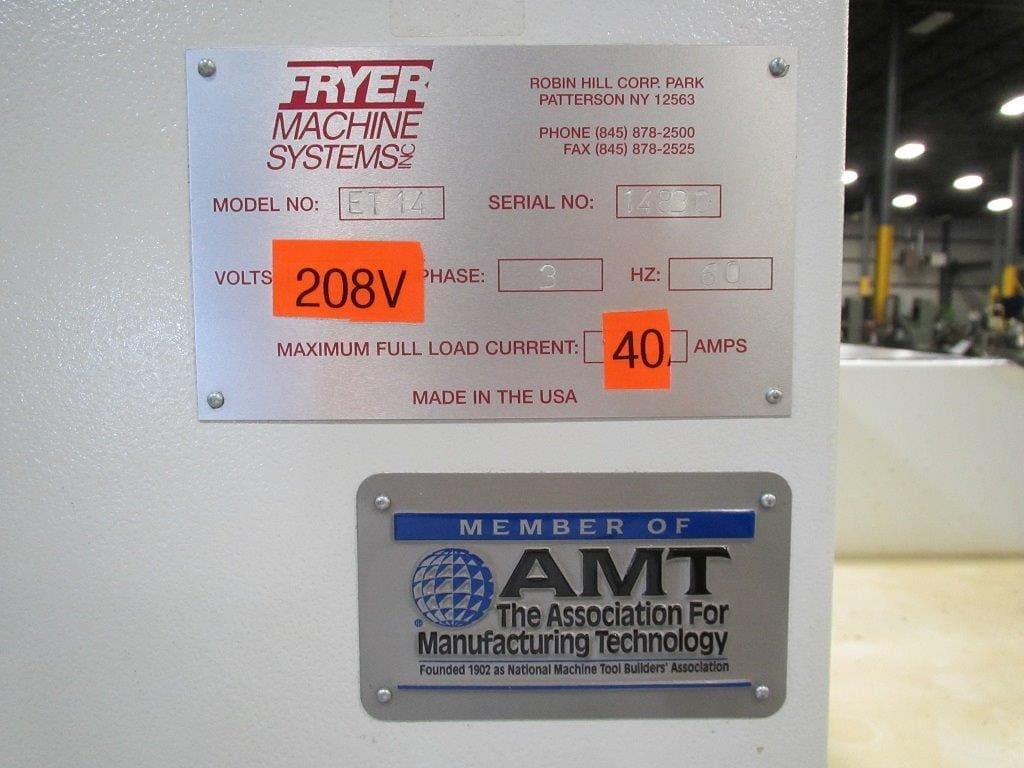 FRYER
MACHINE
SYSTEMS INC
ROBIN HILL CORP. PARK
PATTERSON NY 12563
PHONE (845) 878-2500
FAX (845) 878-2525
MODEL NO: ET 14
SERIAL NO:
VOLTS 208V PHASE: 3 HZ: 60
MAXIMUM FULL LOAD CURRENT: 40 AMPS
MADE IN THE USA
MEMBER OF
AMT
The Association For
® Manufacturing Technology
Founded 1902 as National Machine Tool Builders' Association